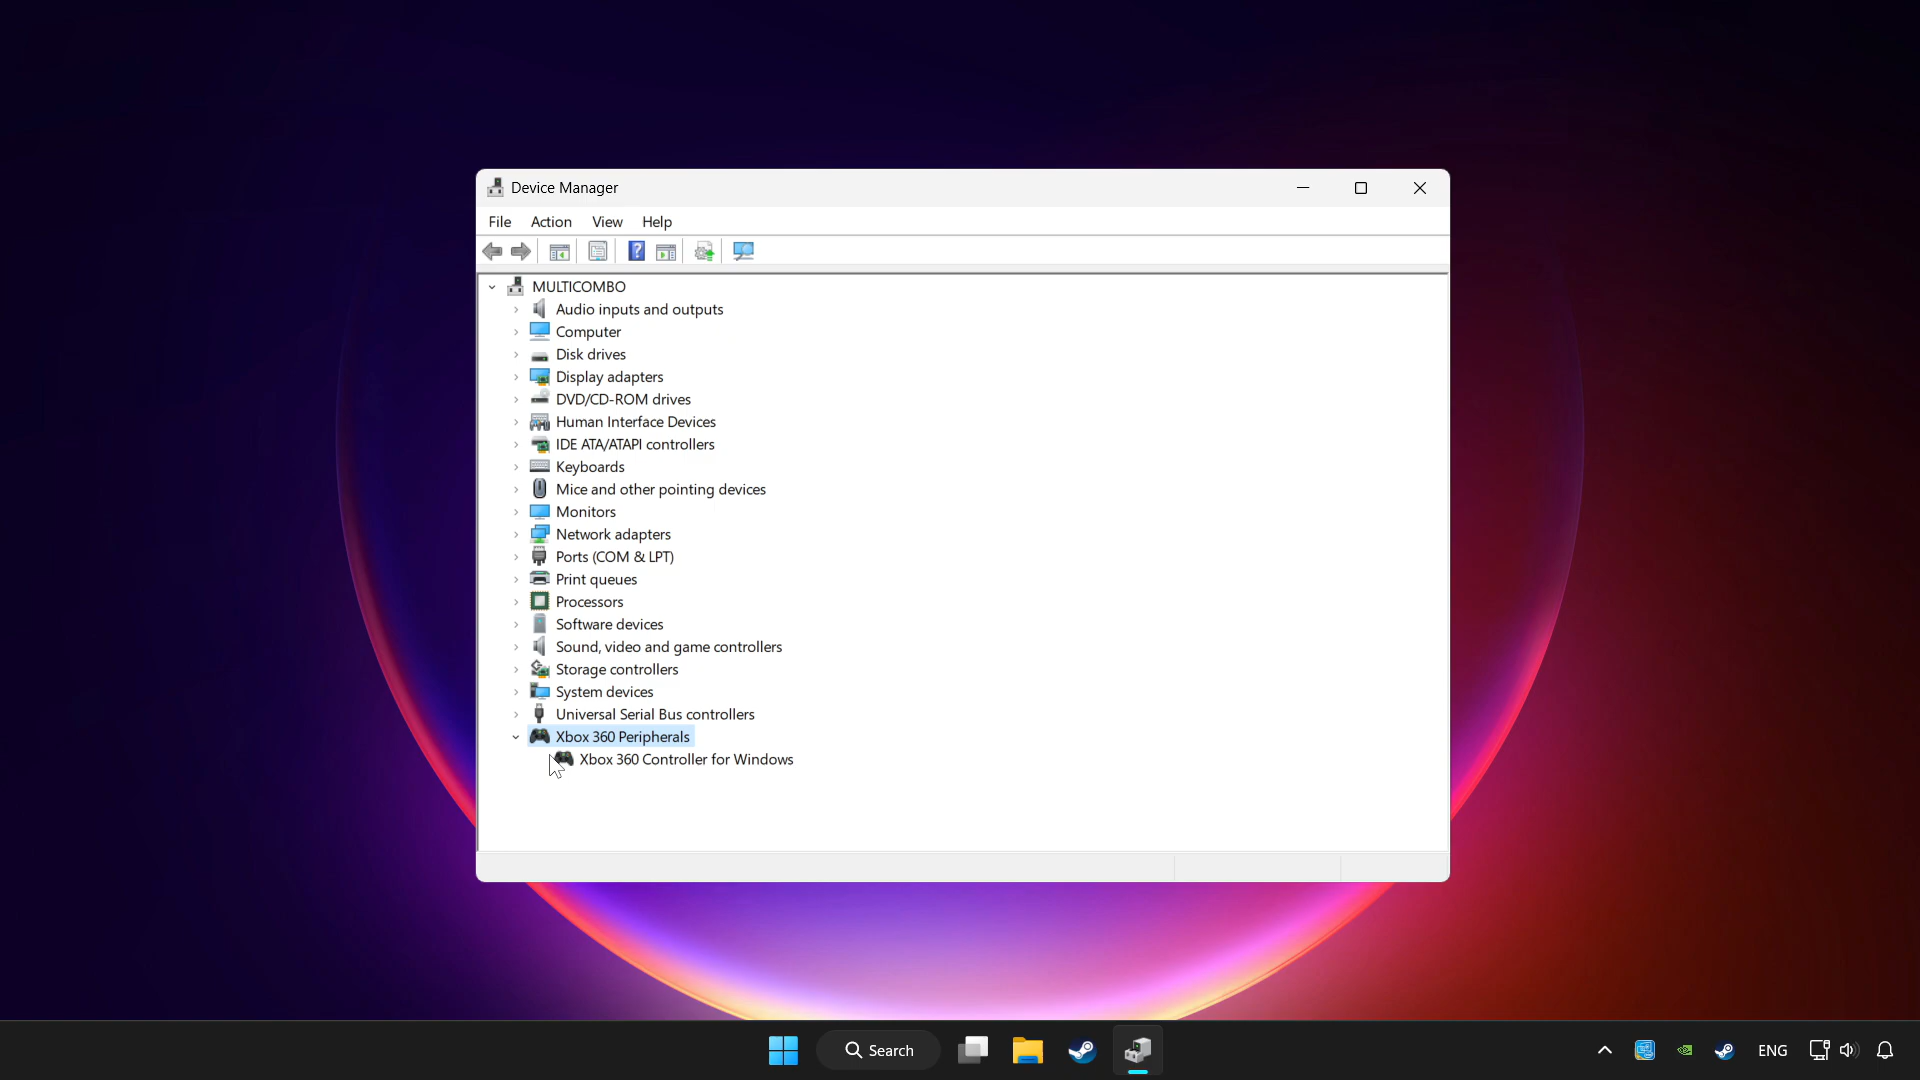 Device Manager
File Action View Help
MULTICOMBO
Audio inputs and outputs
Computer
Disk drives
Display adapters
DVD/CD-ROM drives
Human Interface Devices
IDE ATA/ATAPI controllers
Keyboards
Mice and other pointing devices
Monitors
Network adapters
Ports (COM & LPT)
Print queues
Processors
Software devices
Sound, video and game controllers
Storage controllers
System devices
Universal Serial Bus controllers
Xbox 360 Peripherals
Xbox 360 Controller for Windows
Search
ENG